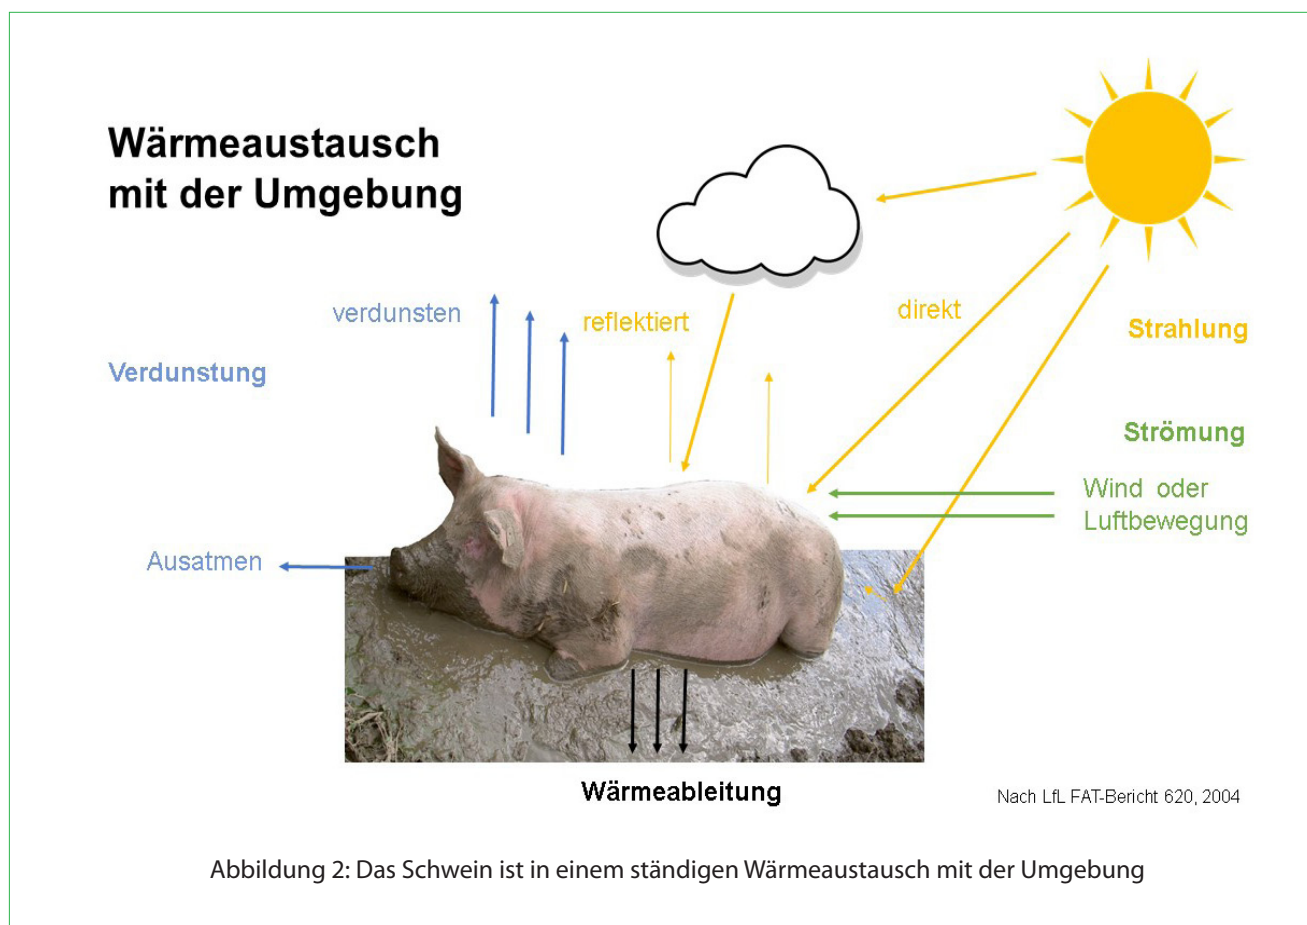 Wärmeaustausch
mit der Umgebung
verdunsten
reflektiert
direkt
Strahlung
Verdunstung
Strömung
Wind oder
Luftbewegung
Ausatmen
Wärmeableitung
Nach LfL FAT-Bericht 620, 2004
Abbildung 2: Das Schwein ist in einem ständigen Wärmeaustausch mit der Umgebung